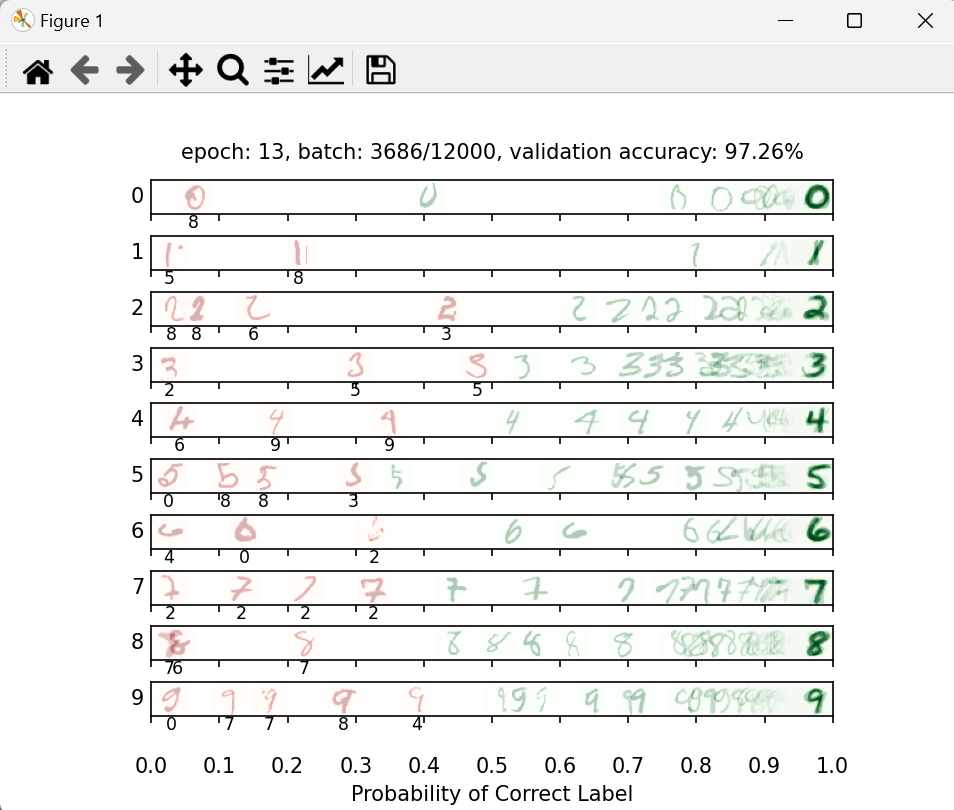 Figure 1
epoch: 13, batch: 3686/12000, validation accuracy: 97.26%
0
8
1
5 8
2
8 8 6 3
3
2 5 5
4
6 9 9
5
0 8 8 3
6
4 0 2
7
2 2 2 2
8
76 7
9
0 7 7 8 4
0.0 0.1 0.2 0.3 0.4 0.5 0.6 0.7 0.8 0.9 1.0
Probability of Correct Label